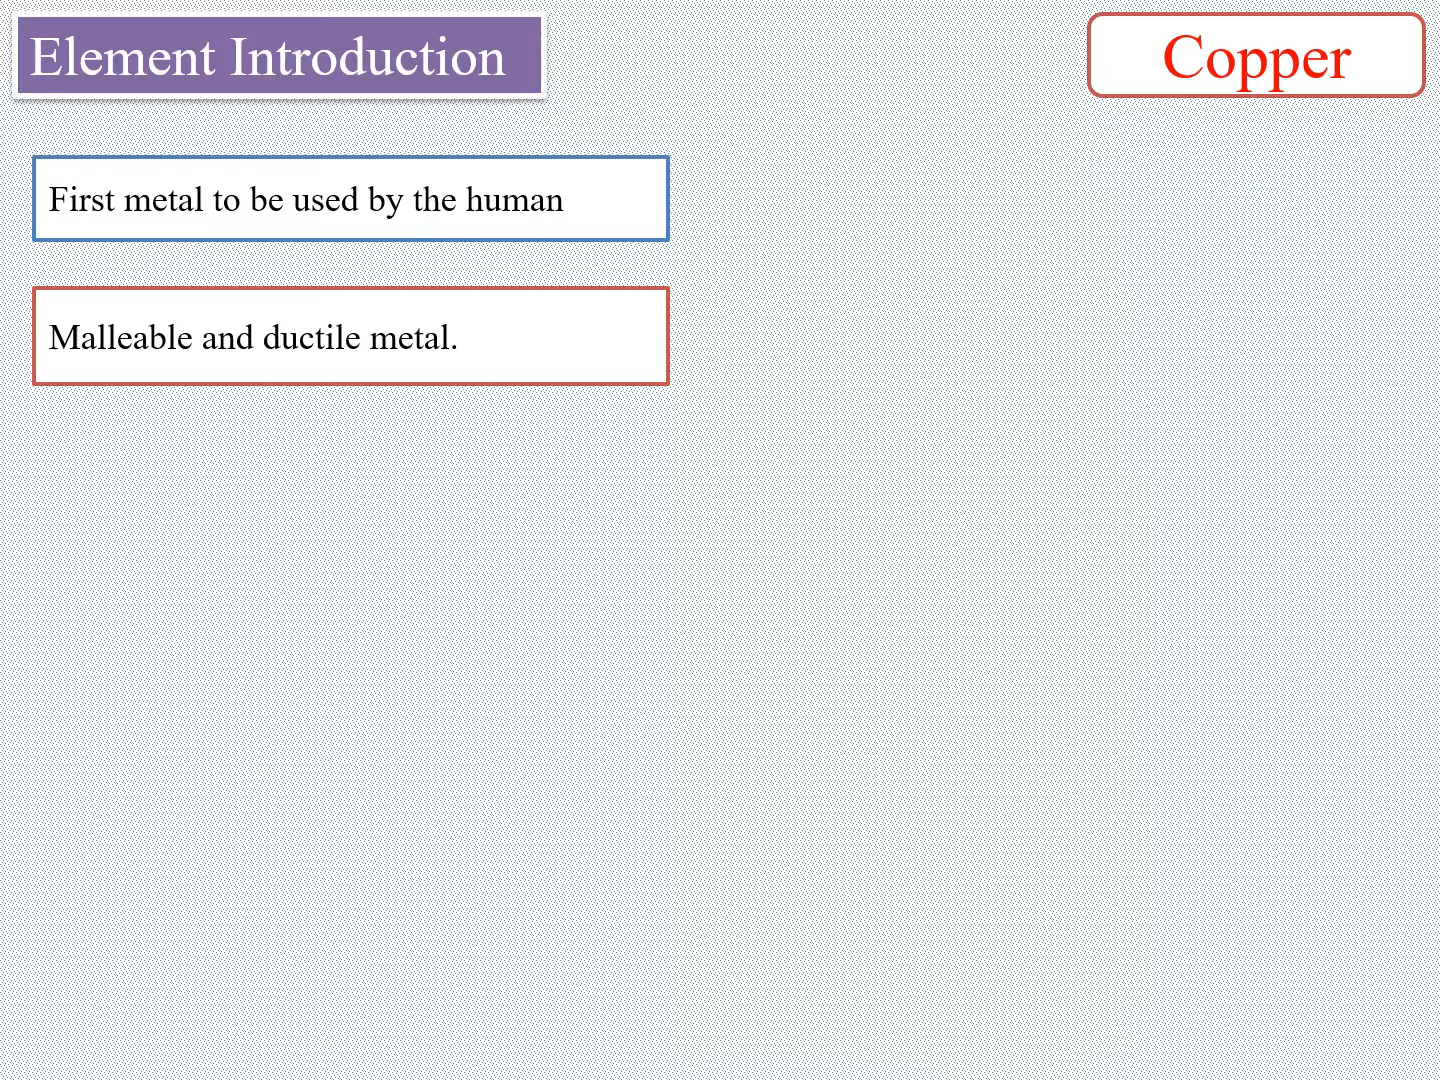 Element Introduction
Copper
First metal to be used by the human
Malleable and ductile metal.